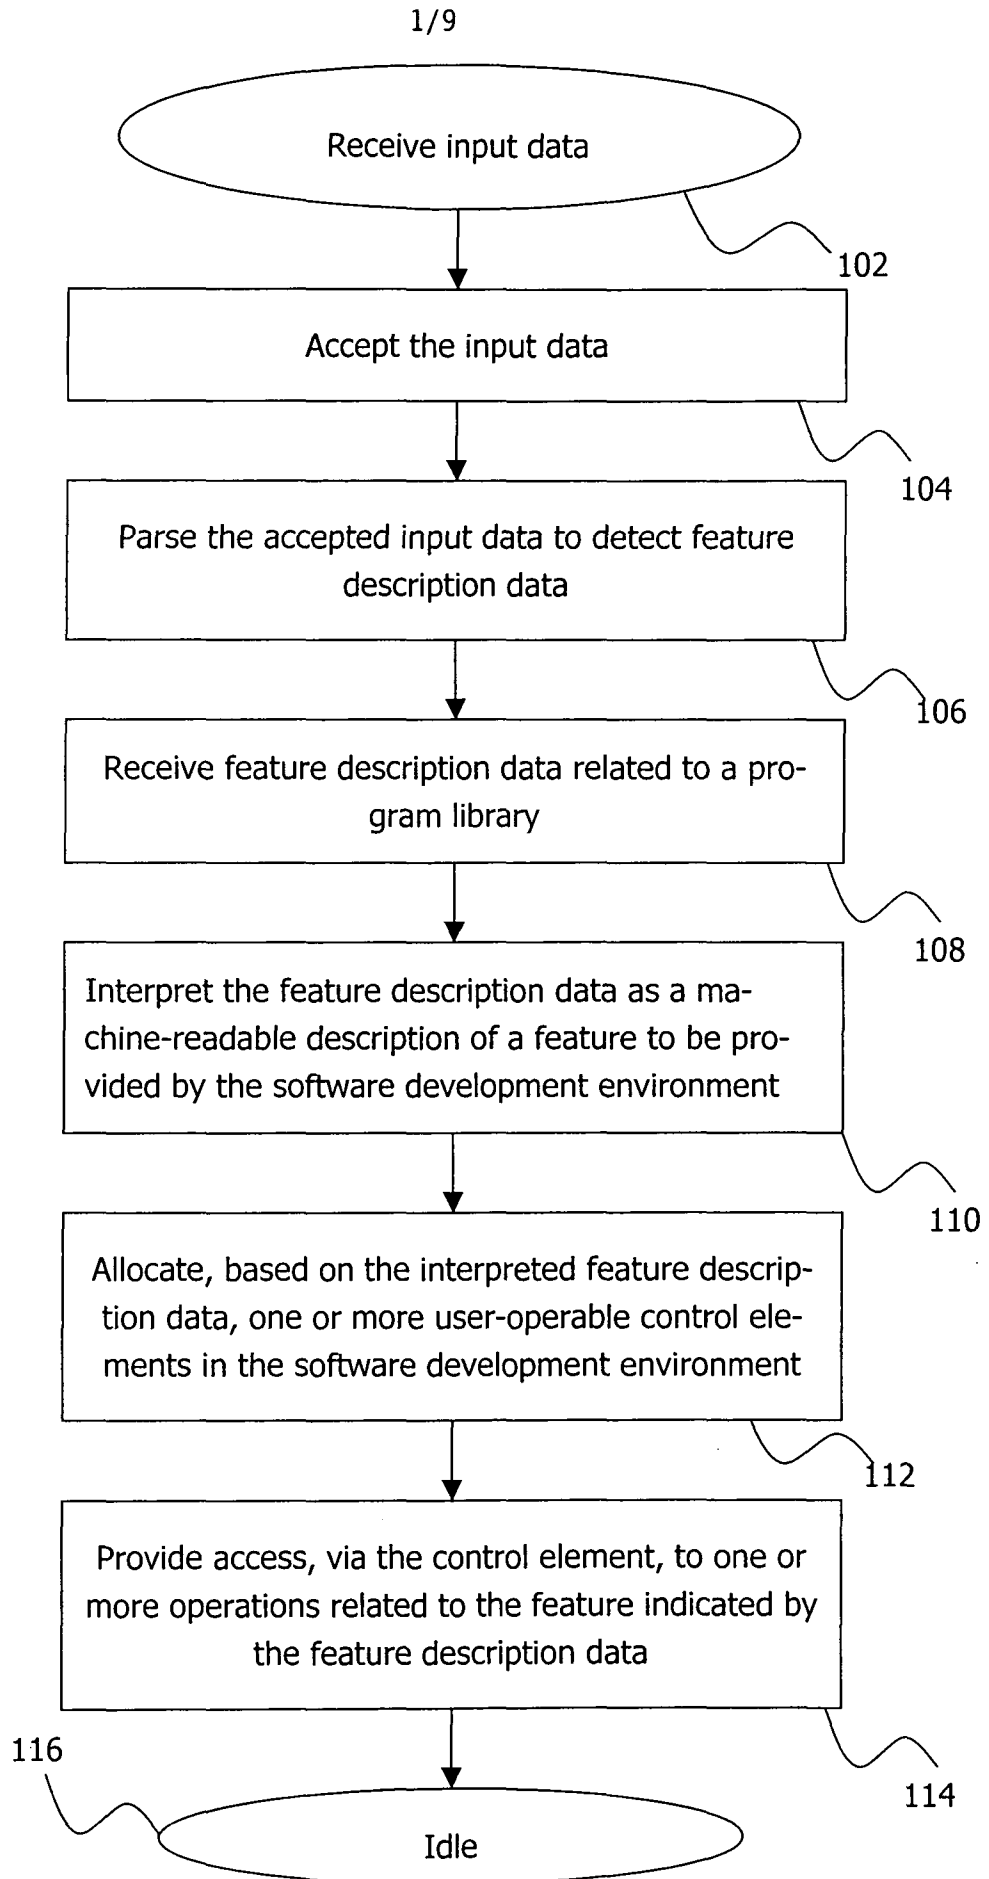 1/9
Receive input data
102
Accept the input data
104
Parse the accepted input data to detect feature
description data
106
Receive feature description data related to a pro-
gram library
108
Interpret the feature description data as a ma-
chine-readable description of a feature to be pro-
vided by the software development environment
110
Allocate, based on the interpreted feature descrip-
tion data, one or more user-operable control ele-
ments in the software development environment
112
Provide access, via the control element, to one or
more operations related to the feature indicated by
the feature description data
114
116
Idle